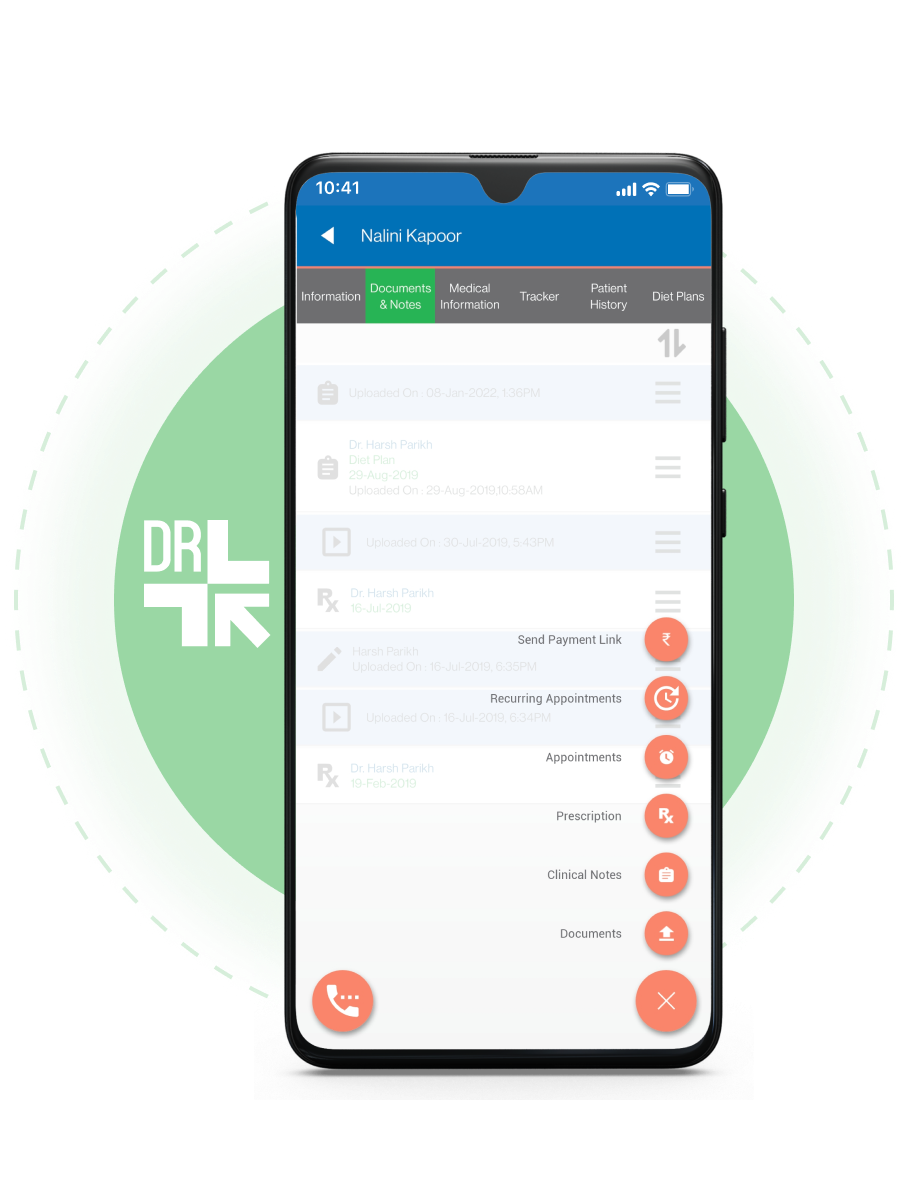 10:41
Nalini Kapoor
Information
Documents
& Notes
Medical
Information
Tracker
Patient
History
Diet Plans
Uploaded On : 08-Jan-2022, 1:36PM
Dr. Harsh Parikh
Diet Plan
29-Aug-2019
Uploaded On : 29-Aug-2019,10:58AM
Uploaded On : 30-Jul-2019, 5:43PM
Rx
Dr. Harsh Parikh
16-Jul-2019
Send Payment Link
₹
Harsh Parikh
Uploaded On : 16-Jul-2019, 6:35PM
Recurring Appointments
Uploaded On : 16-Jul-2019, 6:34PM
Appointments
Rx
Dr. Harsh Parikh
19-Feb-2019
Prescription
Rx
Clinical Notes
Documents
DR